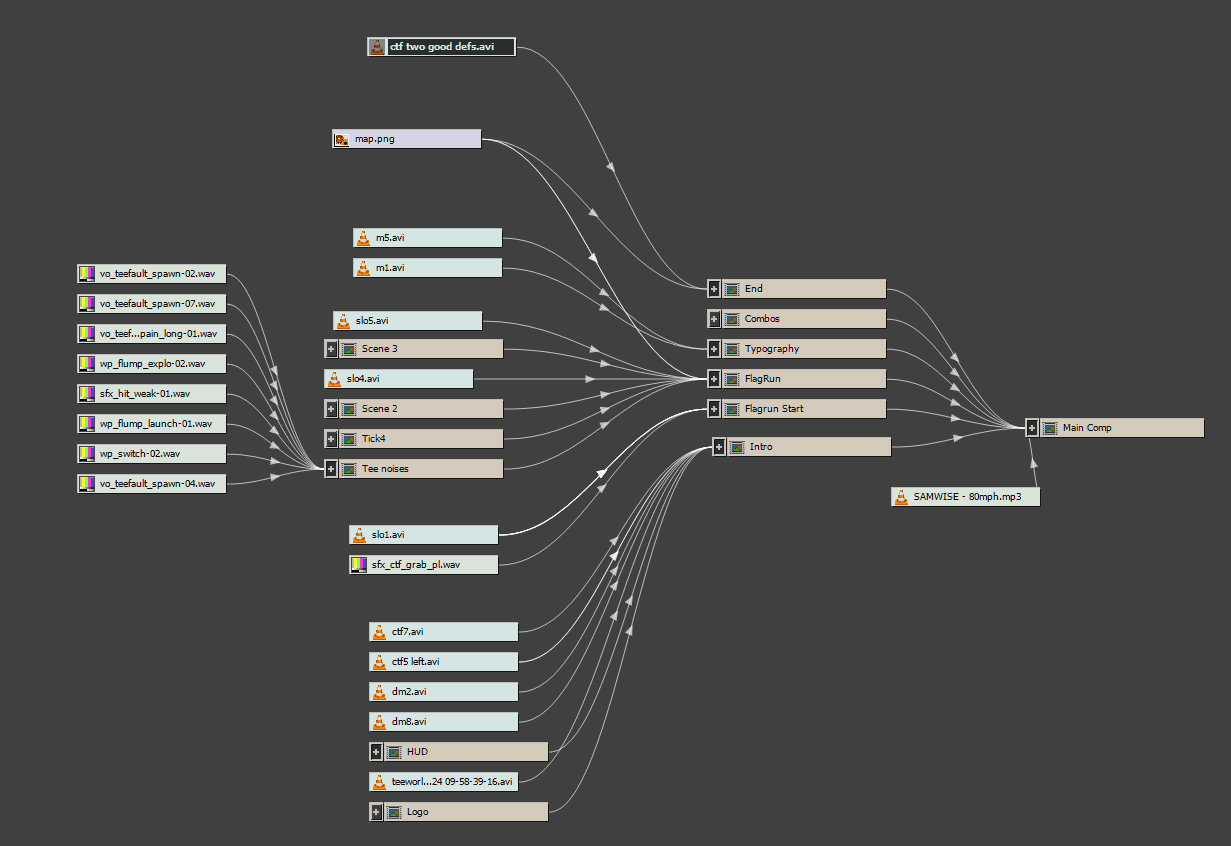 ctf two good defs.avi
map.png
m5.avi
m1.avi
slo5.avi
Scene 3
slo4.avi
Scene 2
Tick4
Tee noises
vo_teefault_spawn-02.wav
vo_teefault_spawn-07.wav
vo_teef...pain_long-01.wav
wp_flump_explo-02.wav
sfx_hit_weak-01.wav
wp_flump_launch-01.wav
wp_switch-02.wav
vo_teefault_spawn-04.wav
slo1.avi
sfx_ctf_grab_pl.wav
ctf7.avi
ctf5 left.avi
dm2.avi
dm8.avi
HUD
teeworl...24 09-58-39-16.avi
Logo
End
Combos
Typography
FlagRun
Flagrun Start
Intro
Main Comp
SAMWISE - 80mph.mp3